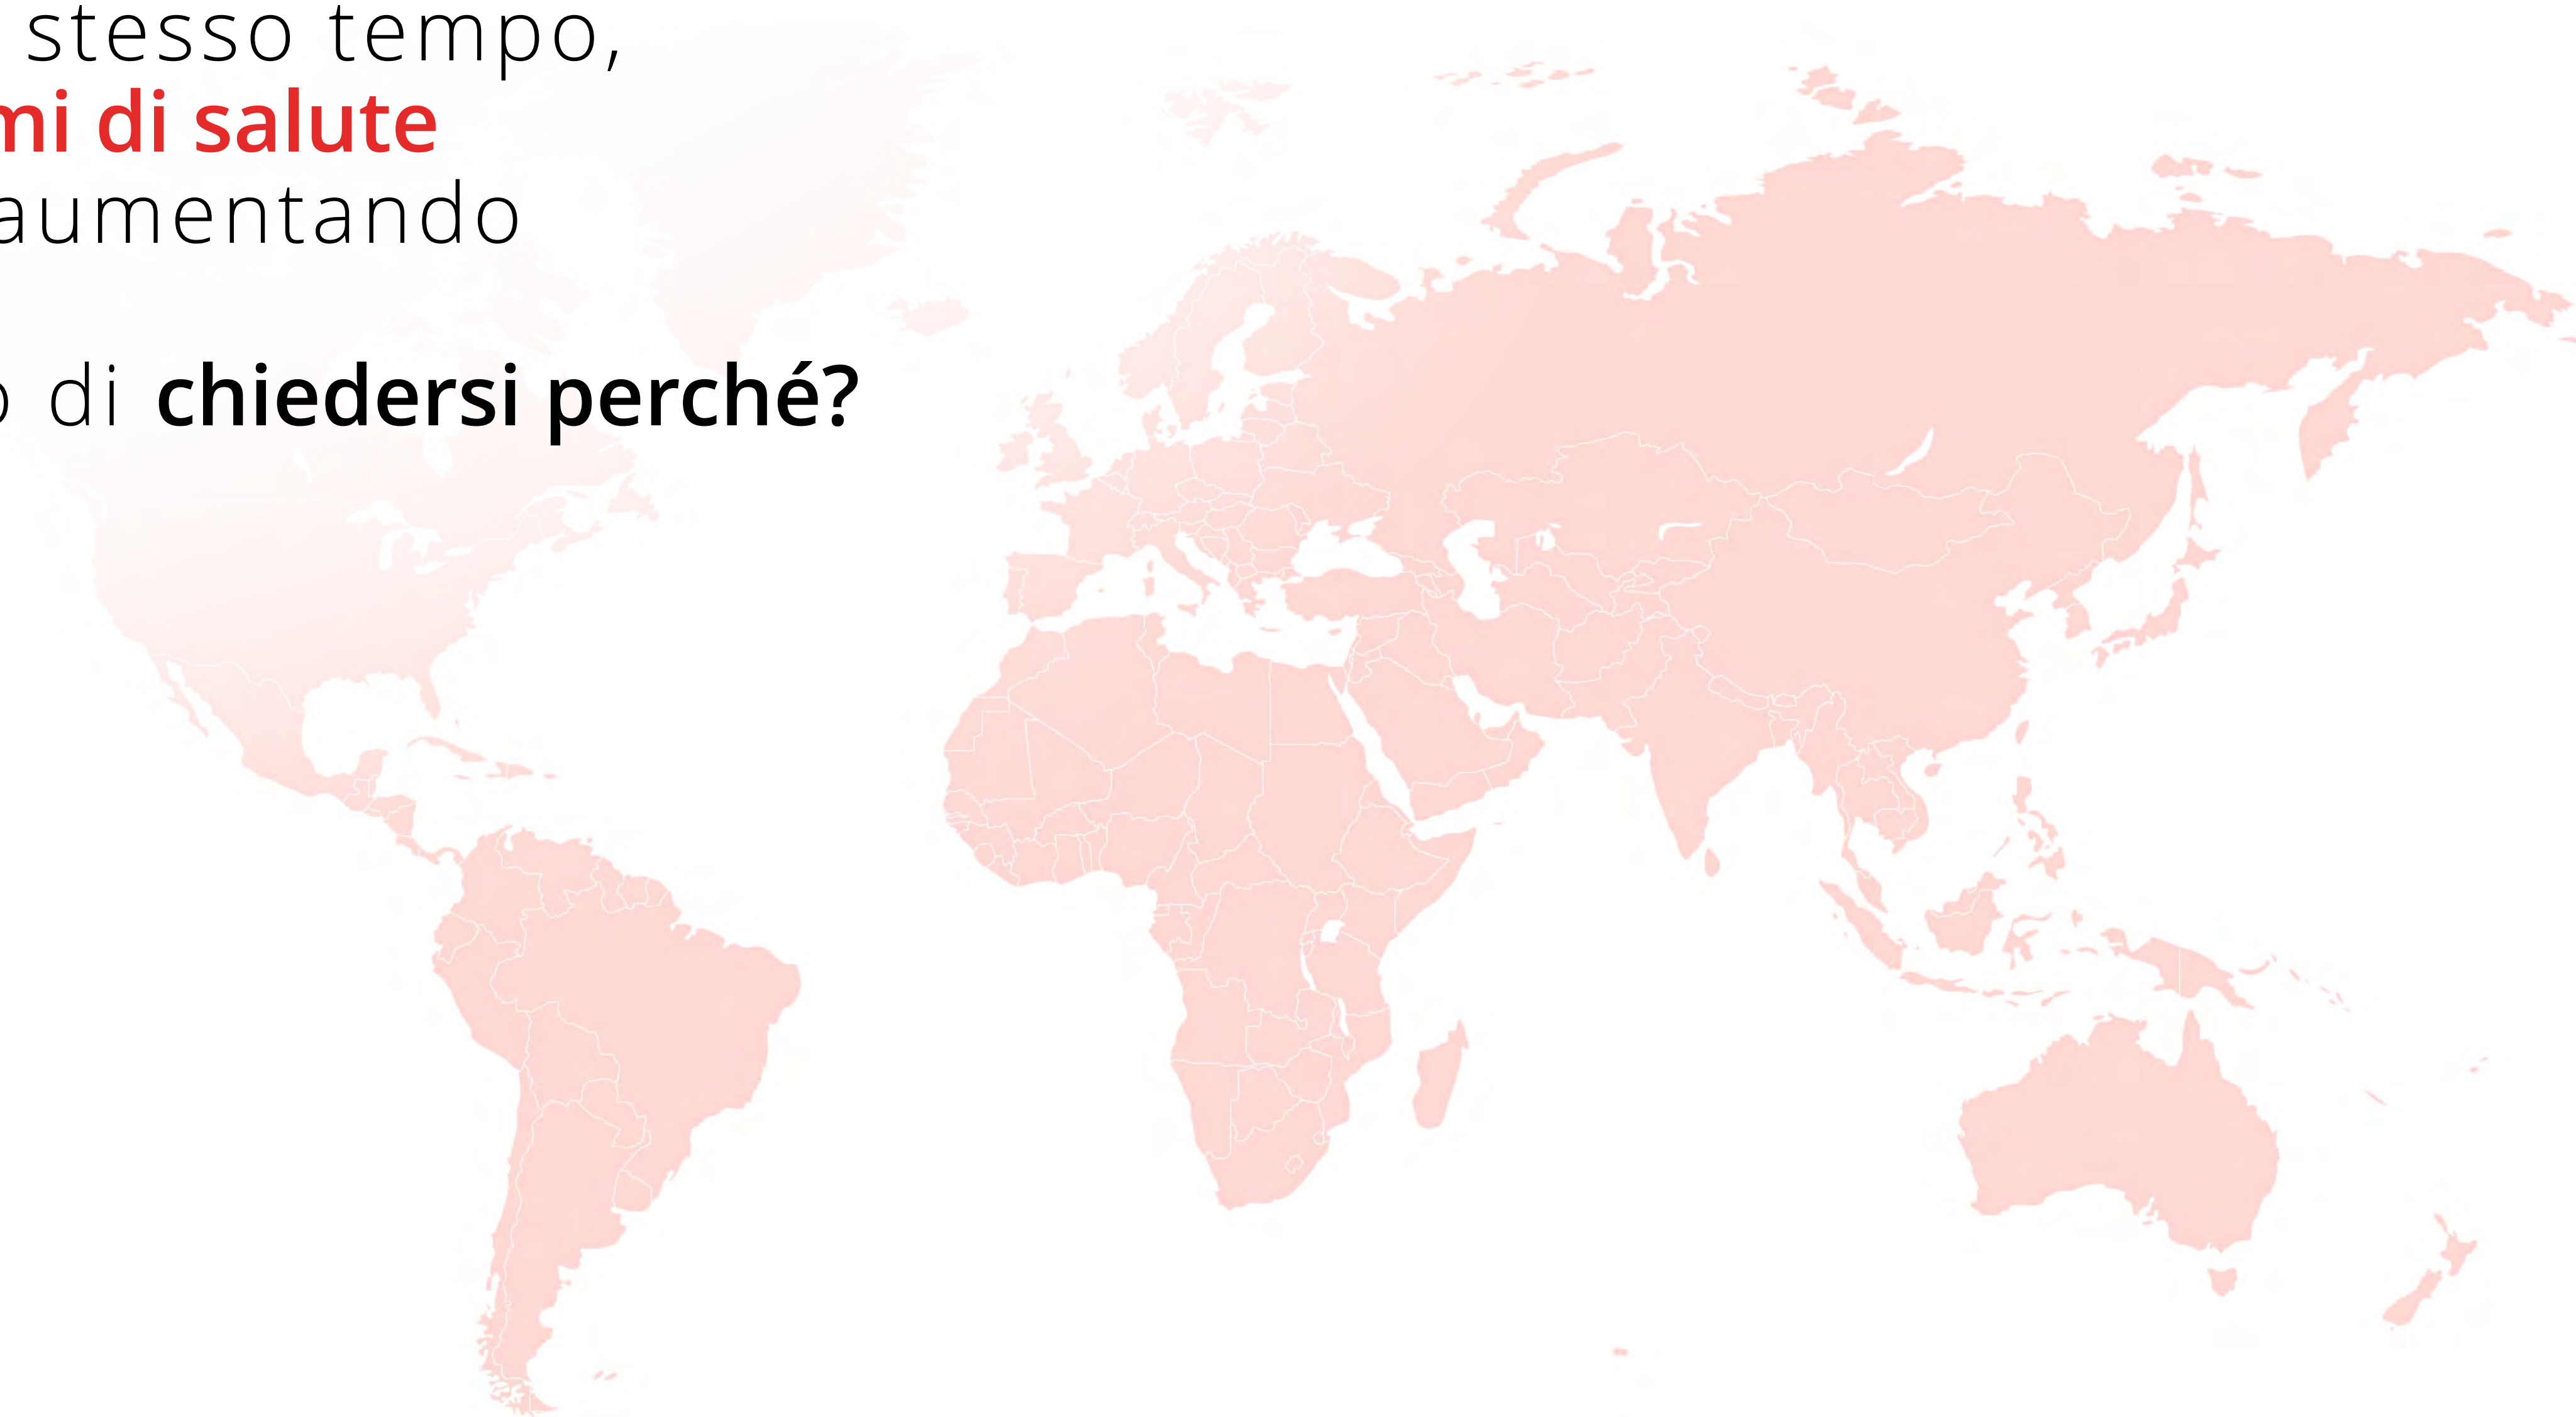 stesso tempo,
mi di salute
aumentando
o di chiedersi perché?